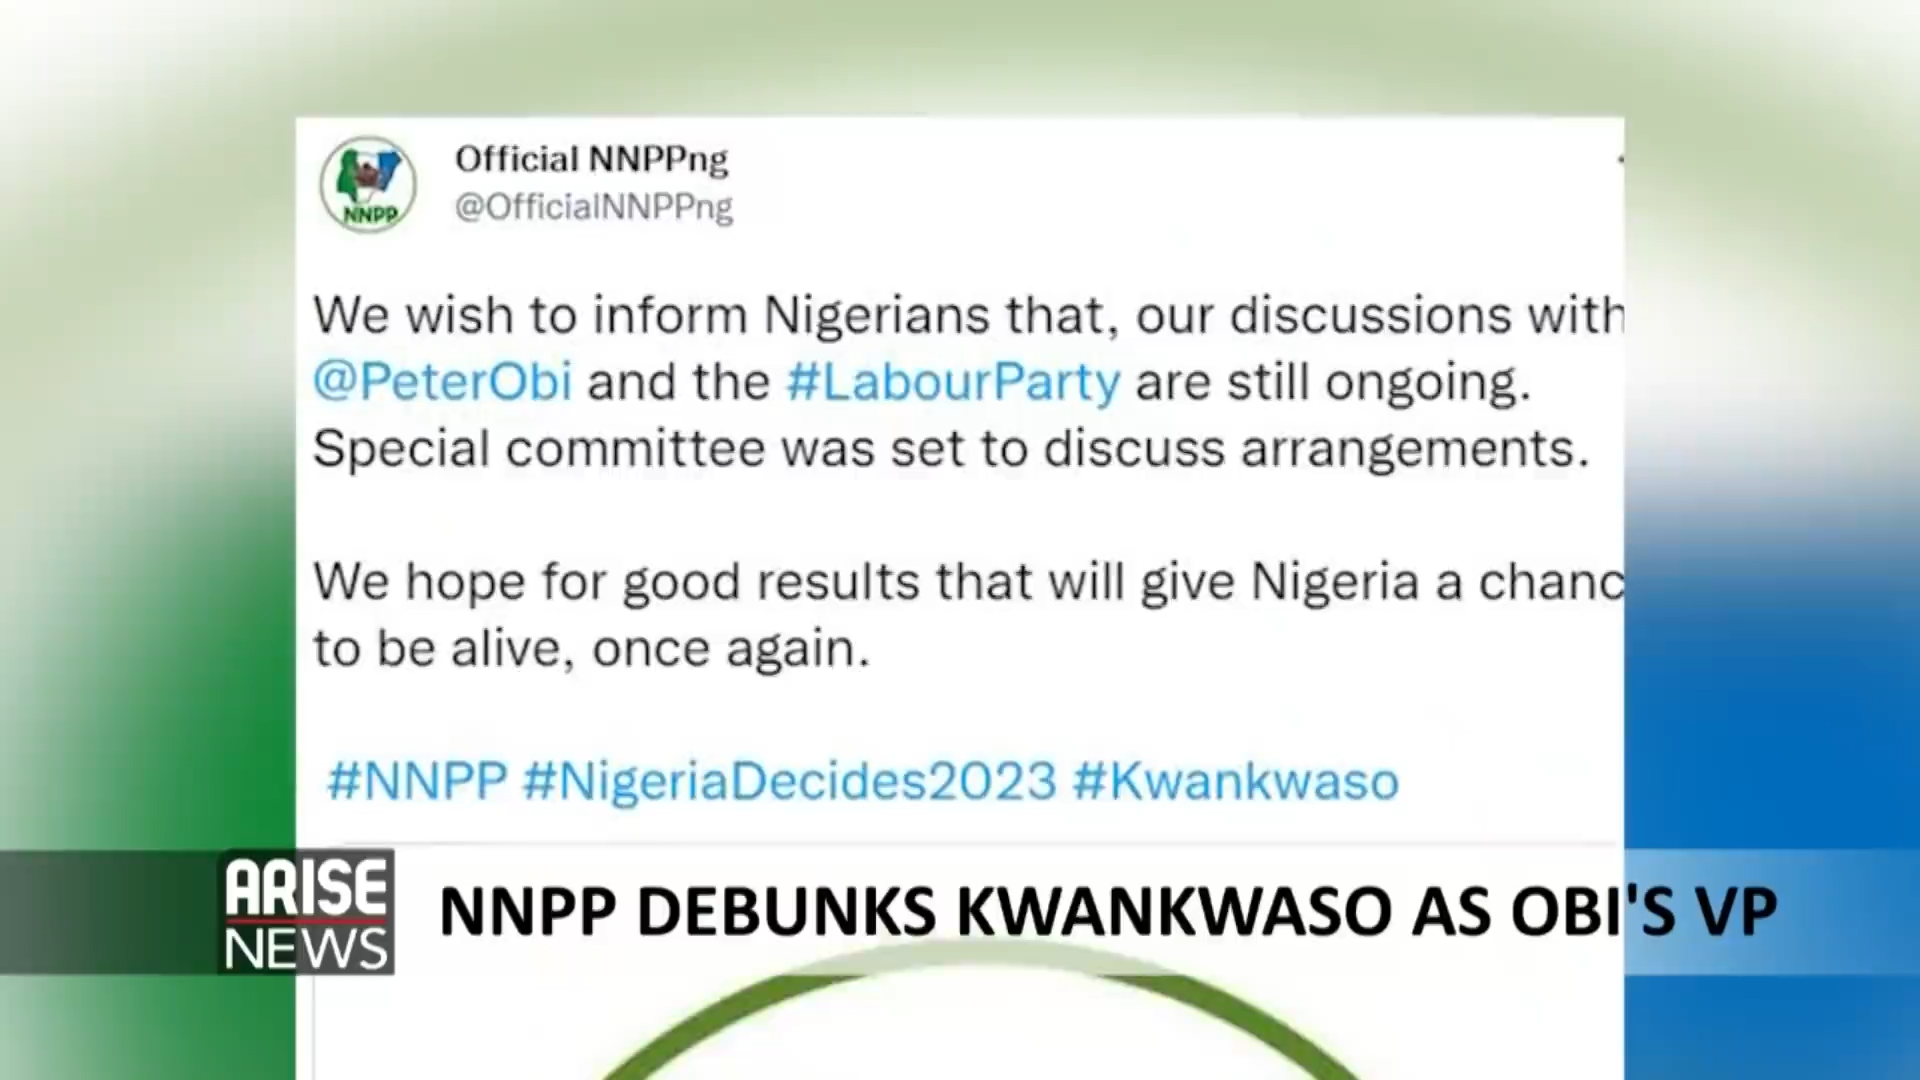 NNPP
Official NNPPng
@OfficialNNPPng
We wish to inform Nigerians that, our discussions with
@PeterObi and the #LabourParty are still ongoing.
Special committee was set to discuss arrangements.
We hope for good results that will give Nigeria a chanc
to be alive, once again.
#NNPP #NigeriaDecides2023 #Kwankwaso
ARISE
NEWS
NNPP DEBUNKS KWANKWASO AS OBI'S VP